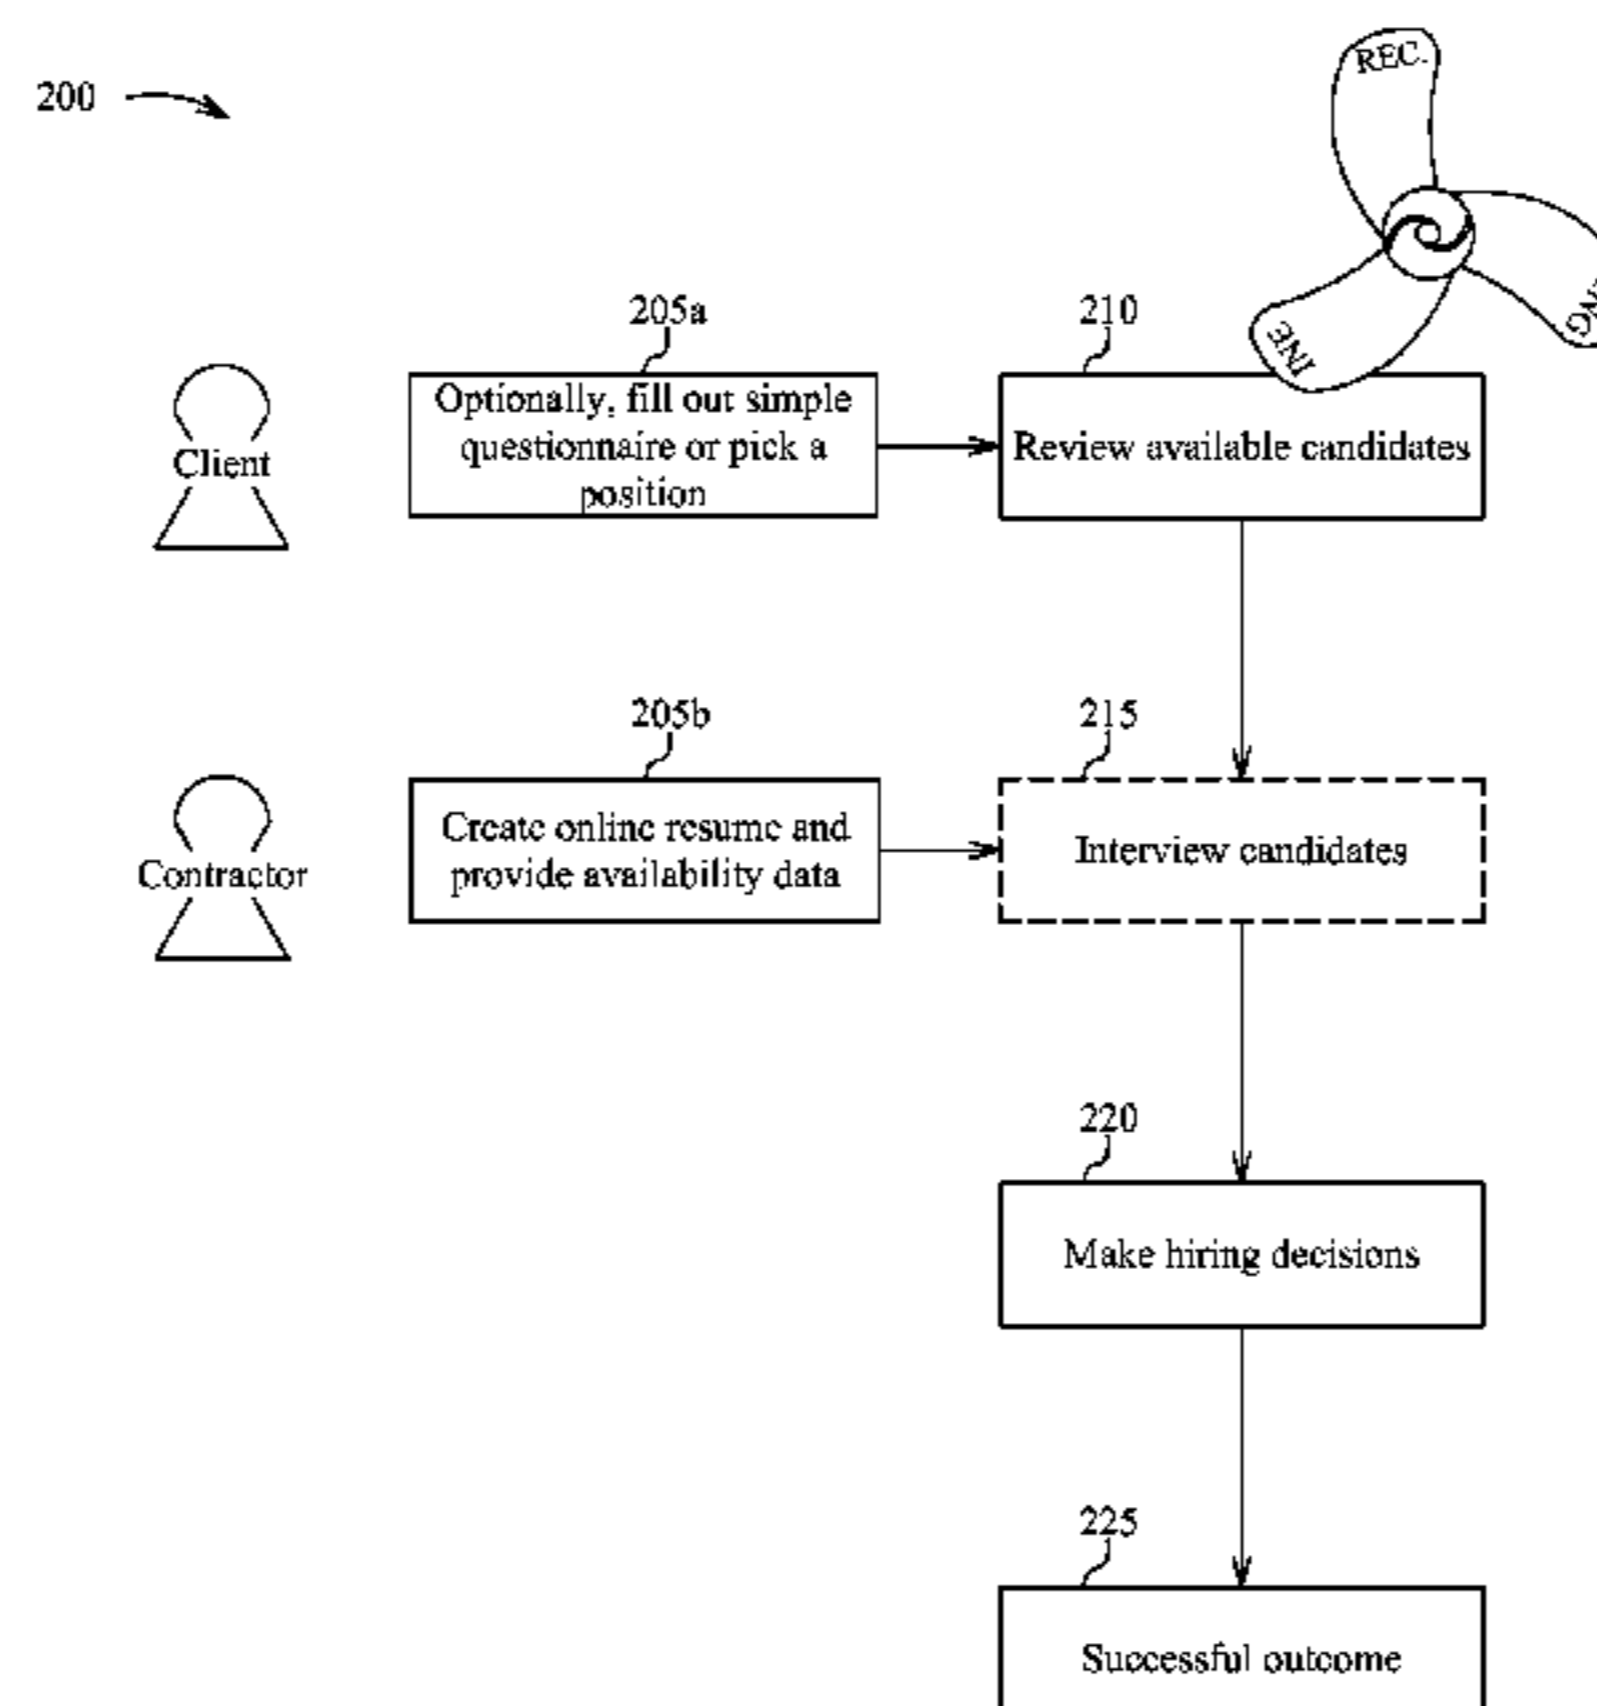 200
REC.
205a
210
INE
Optionally, fill out simple
questionnaire or pick a
position
Review available candidates
Client
205b
215
Create online resume and
provide availability data
Interview candidates
Contractor
220
Make hiring decisions
225
Successful outcome